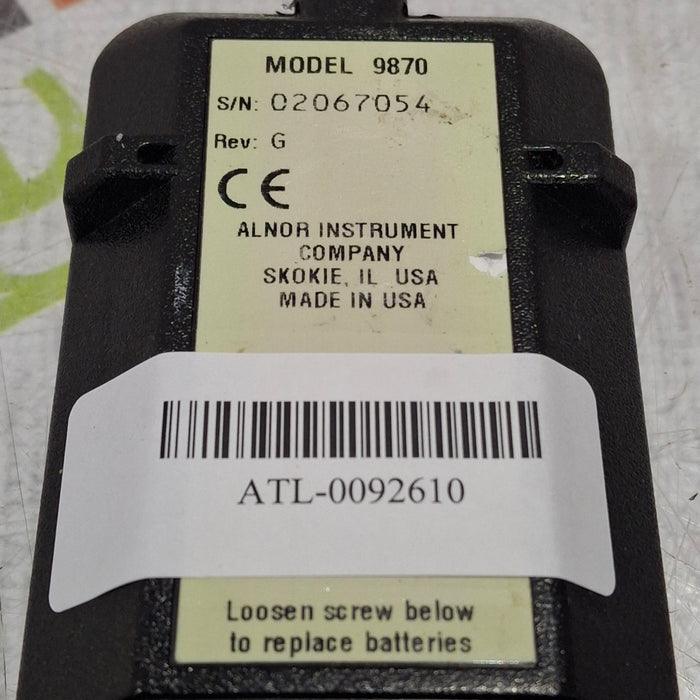 MODEL 9870
S/N: 02067054
Rev: G
CE
ALNOR INSTRUMENT
COMPANY
SKOKIE, IL USA
MADE IN USA
ATL-0092610
Loosen screw below
to replace batteries